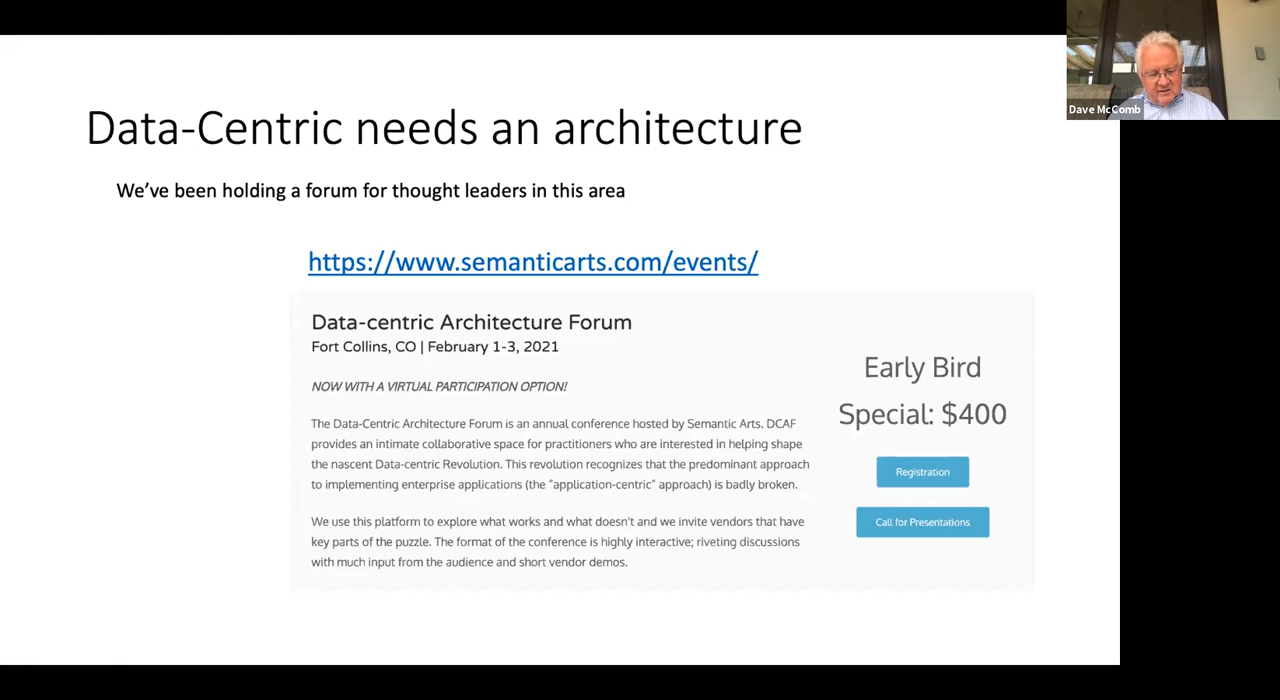 Dave McComb
Data-Centric needs an architecture
We've been holding a forum for thought leaders in this area
https://www.semanticarts.com/events/
Data-centric Architecture Forum
Fort Collins, CO | February 1-3, 2021
NOW WITH A VIRTUAL PARTICIPATION OPTION!
The Data-Centric Architecture Forum is an annual conference hosted by Semantic Arts. DCAF
provides an intimate collaborative space for practitioners who are interested in helping shape
the nascent Data-centric Revolution. This revolution recognizes that the predominant approach
to implementing enterprise applications (the "application-centric" approach) is badly broken.
We use this platform to explore what works and what doesn't and we invite vendors that have
key parts of the puzzle. The format of the conference is highly interactive; riveting discussions
with much input from the audience and short vendor demos.
Early Bird
Special: $400
Registration
Call for Presentations